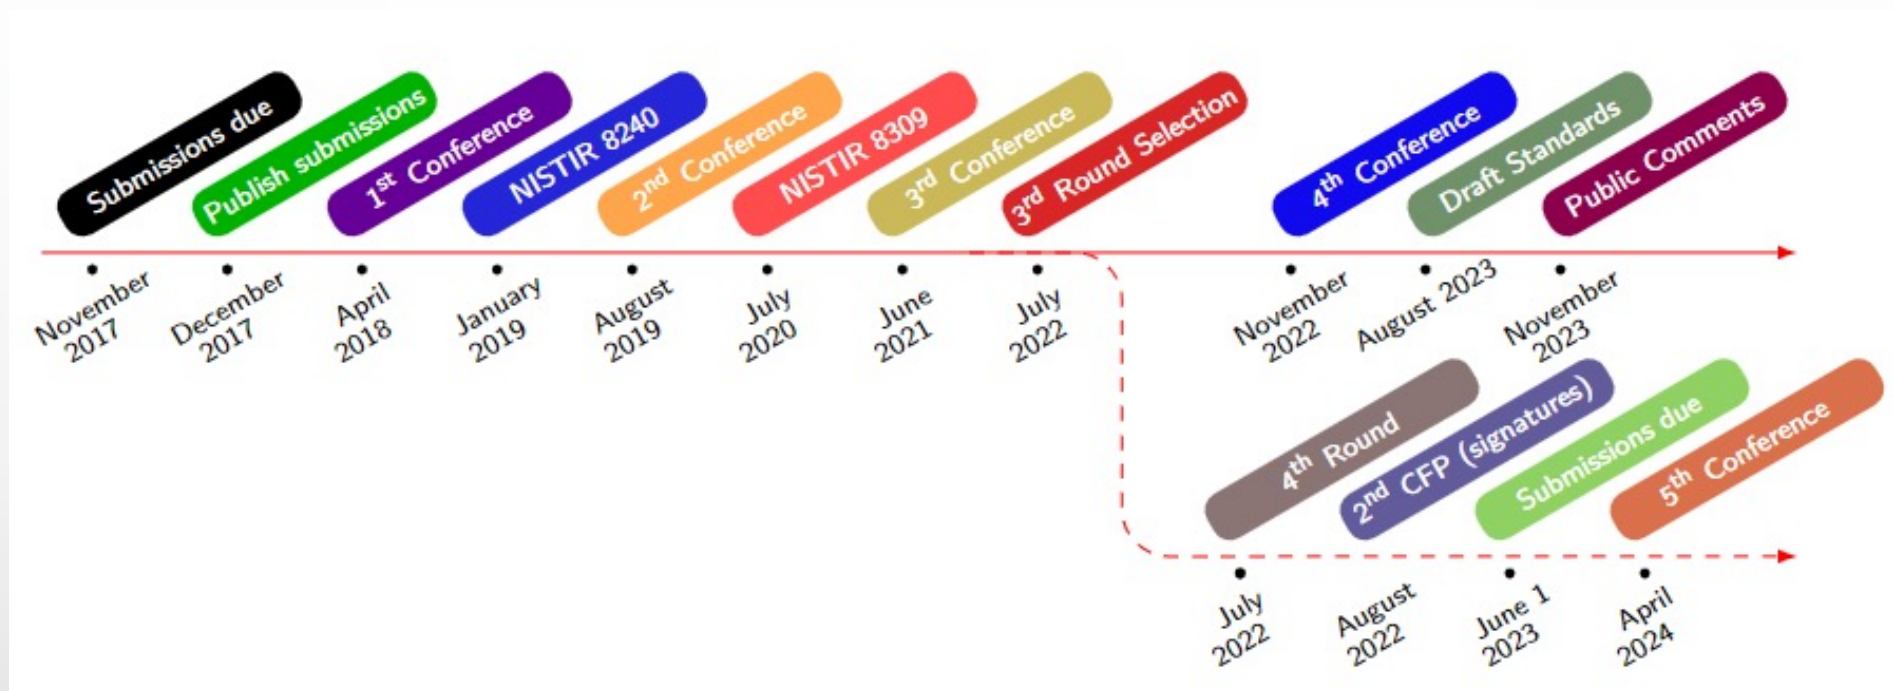 Submissions due
Publish submissions
1st Conference
NISTIR 8240
2nd Conference
NISTIR 8309
3rd Conference
3rd Round Selection
4th Conference
Draft Standards
Public Comments
November
2017
December
2017
April
2018
January
2019
August
2019
July
2020
June
2021
July
2022
November
2022
August 2023
November
2023
4th Round
2nd CFP (signatures)
Submissions due
5th Conference
July
2022
August
2022
June 1
2023
April
2024